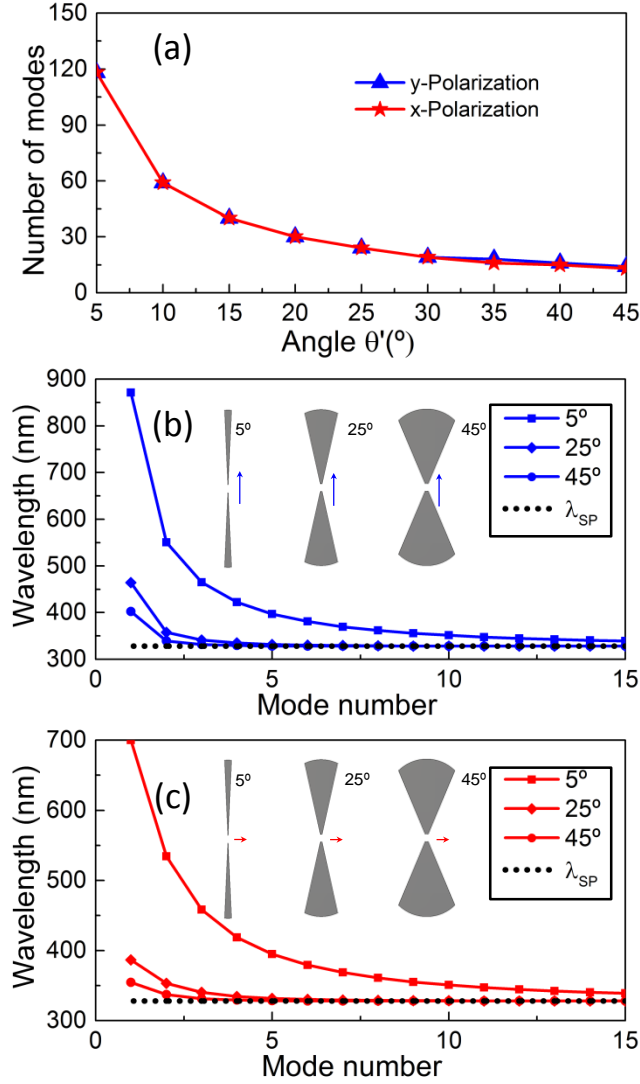 (a)
Number of modes
150
120
90
60
30
0
y-Polarization
x-Polarization
5 10 15 20 25 30 35 40 45
Angle θ'(º)
(b)
Wavelength (nm)
900
800
700
600
500
400
300
5º
25º
45º
5º
25º
45º
λSP
0 5 10 15
Mode number
(c)
Wavelength (nm)
700
600
500
400
300
5º
25º
45º
5º
25º
45º
λSP
0 5 10 15
Mode number